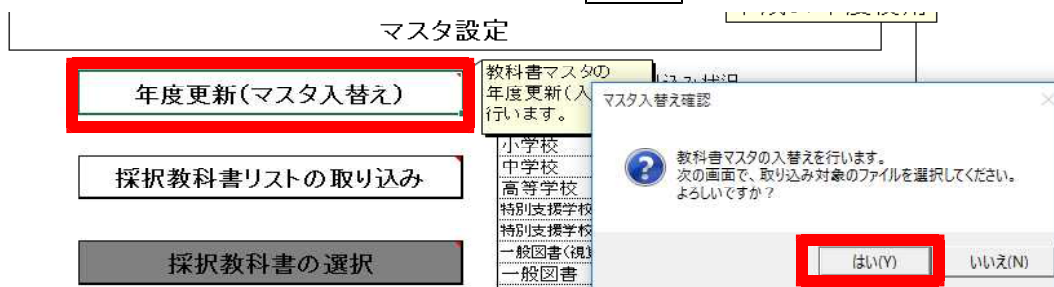 マスタ設定
年度更新(マスタ入替え)
教科書マスタの
年度更新(入
行います。
マスタ入替え確認
教科書マスタの入替えを行います。
次の画面で、取り込み対象のファイルを選択してください。
よろしいですか？
はい(Y)
いいえ(N)
採択教科書リストの取り込み
採択教科書の選択
小学校
中学校
高等学校
特別支援学校
特別支援学校
一般図書(視
一般図書